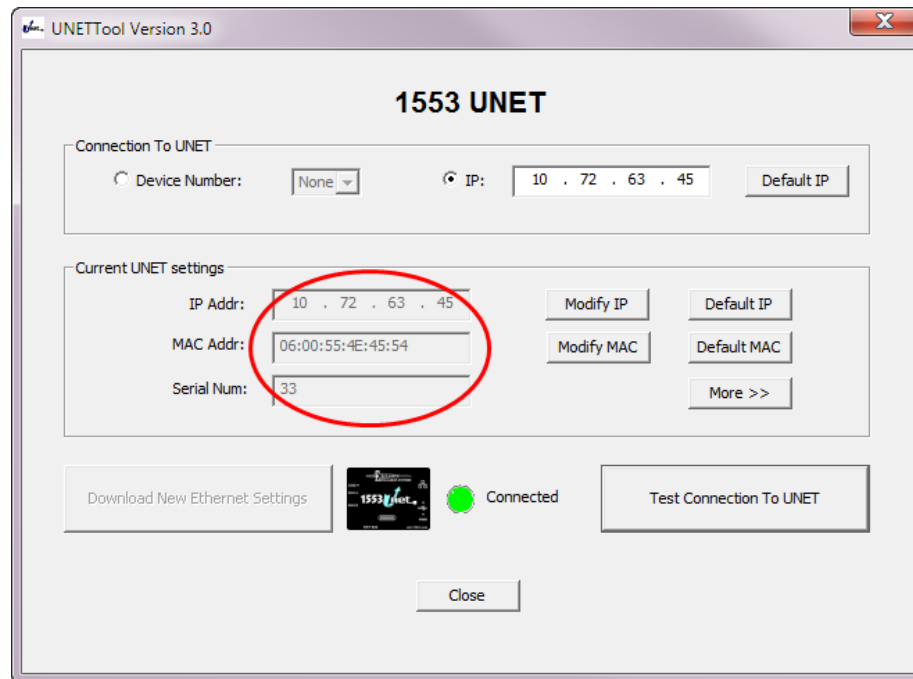 UNETTool Version 3.0
1553 UNET
Connection To UNET
Device Number: None IP: 10 . 72 . 63 . 45 Default IP
Current UNET settings
IP Addr: 10 . 72 . 63 . 45 Modify IP Default IP
MAC Addr: 06:00:55:4E:45:54 Modify MAC Default MAC
Serial Num: 33 More >>
Download New Ethernet Settings 1553Unet Connected Test Connection To UNET
Close